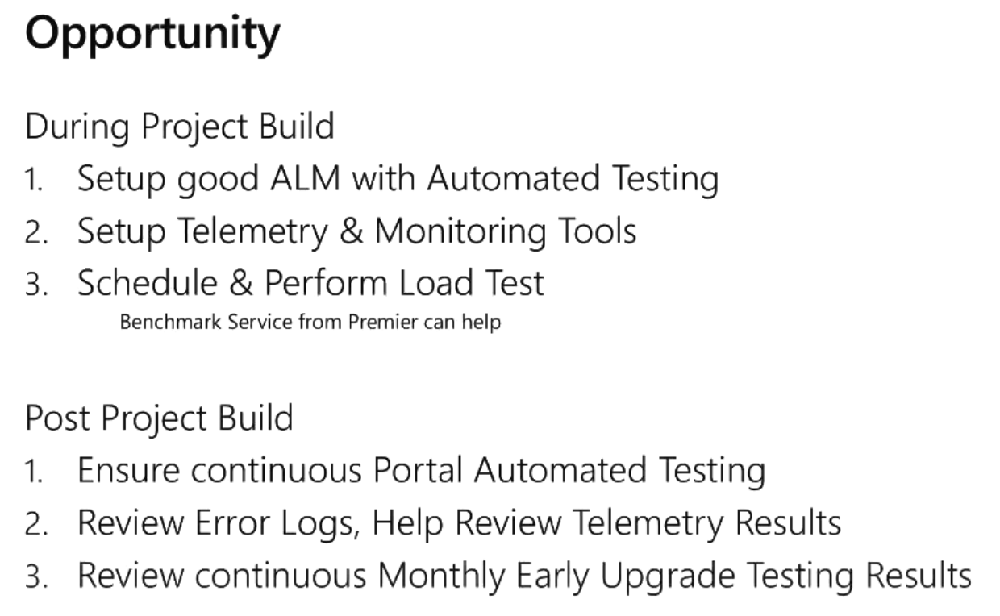 Opportunity
During Project Build
1. Setup good ALM with Automated Testing
2. Setup Telemetry & Monitoring Tools
3. Schedule & Perform Load Test
Benchmark Service from Premier can help
Post Project Build
1. Ensure continuous Portal Automated Testing
2. Review Error Logs, Help Review Telemetry Results
3. Review continuous Monthly Early Upgrade Testing Results